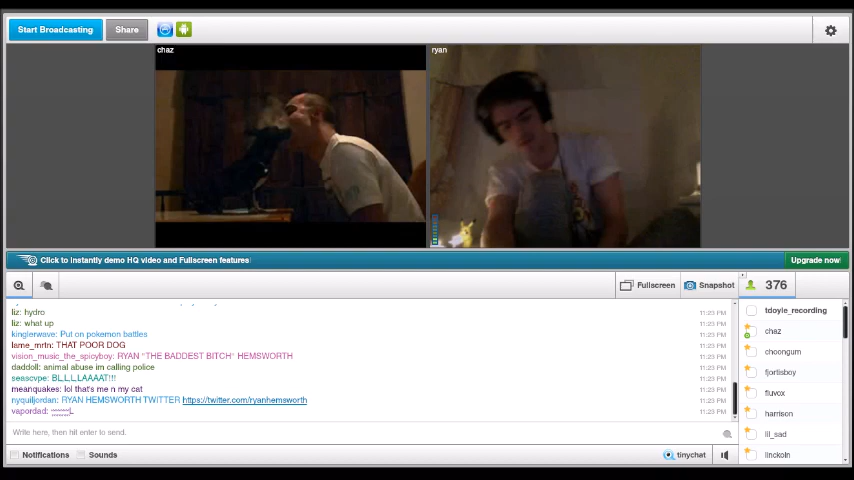 Start Broadcasting
Share
chaz
ryan
Click to instantly demo HQ video and Fullscreen features
Upgrade now!
Fullscreen
Snapshot
376
liz: hydro 11:23 PM
liz: what up 11:23 PM
kinglerwave: Put on pokemon battles 11:23 PM
lame_mrtn: THAT POOR DOG 11:23 PM
vision_music_the_spicyboy: RYAN "THE BADDEST BITCH" HEMSWORTH 11:23 PM
daddoll: animal abuse im calling police 11:23 PM
seascvpe: BL,L,L,AAAAT!!! 11:23 PM
meanquakes: lol that's me n my cat 11:23 PM
nyquiljordan: RYAN HEMSWORTH TWITTER https://twitter.com/ryanhemsworth 11:23 PM
vapordad: 11:23 PM
Write here, then hit enter to send.
Notifications
Sounds
tinychat
tdoyle_recording
chaz
choongum
fjortisboy
fluvox
harrison
lil_sad
linckoln